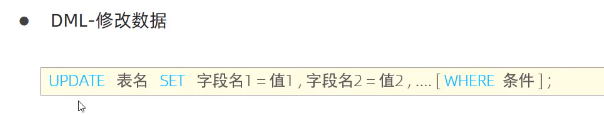 ● DML-修改数据
UPDATE 表名 SET 字段名1 = 值1 , 字段名2 = 值2 , .... [ WHERE 条件 ] ;